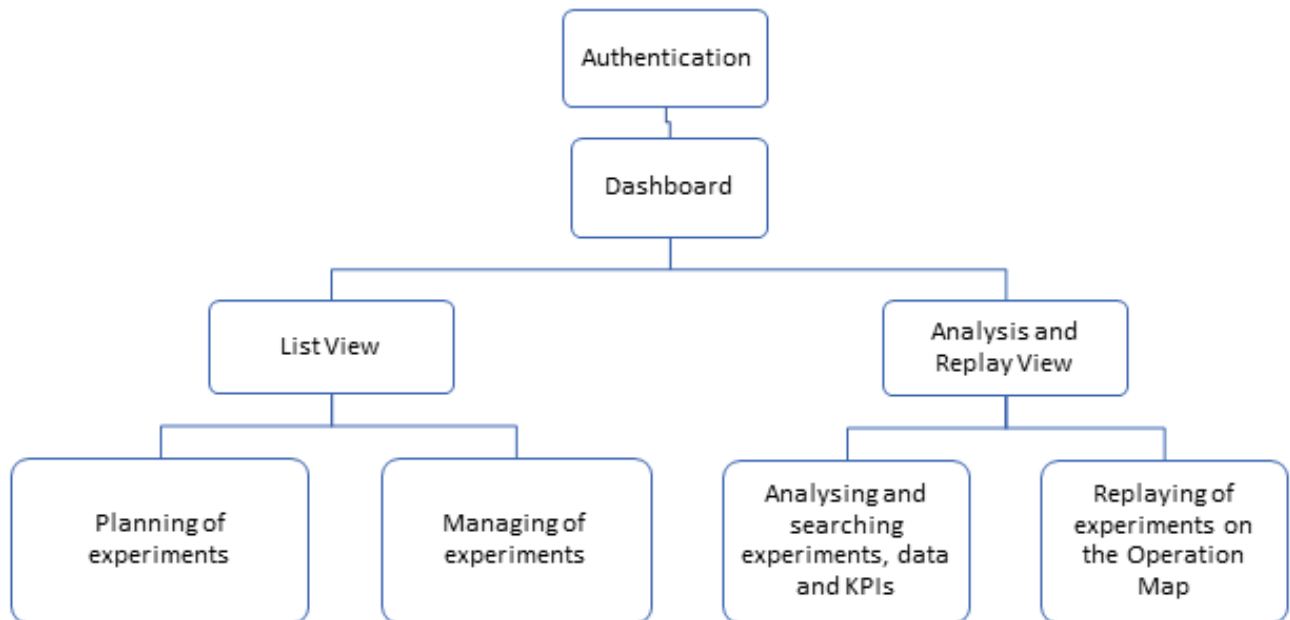 Authentication
Dashboard
List View
Analysis and
Replay View
Planning of
experiments
Managing of
experiments
Analysing and
searching
experiments, data
and KPIs
Replaying of
experiments on
the Operation
Map